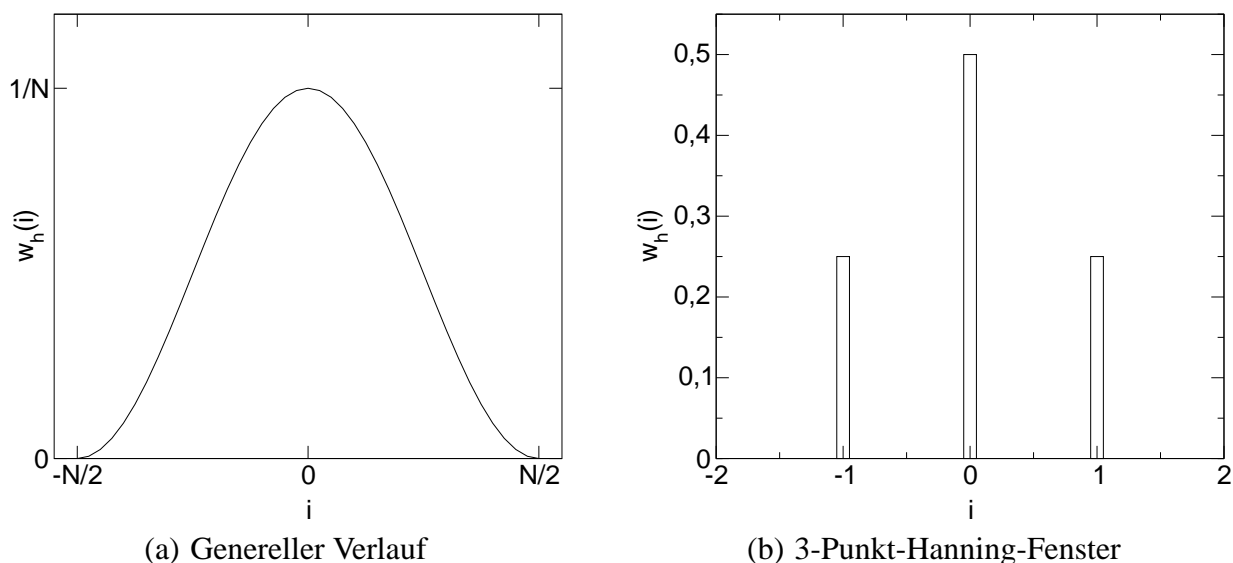 1/N
w_h(i)
0
-N/2
0
N/2
i
(a) Genereller Verlauf
0,5
0,4
0,3
w_h(i)
0,2
0,1
0
-2
-1
0
1
2
i
(b) 3-Punkt-Hanning-Fenster